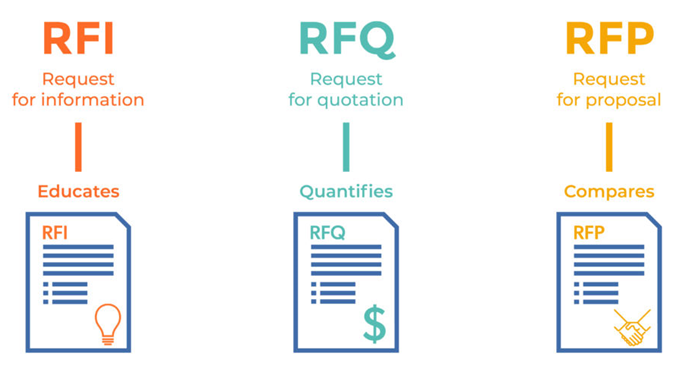 RFI
Request
for information
Educates
RFI
RFQ
Request
for quotation
Quantifies
RFQ
$
RFP
Request
for proposal
Compares
RFP